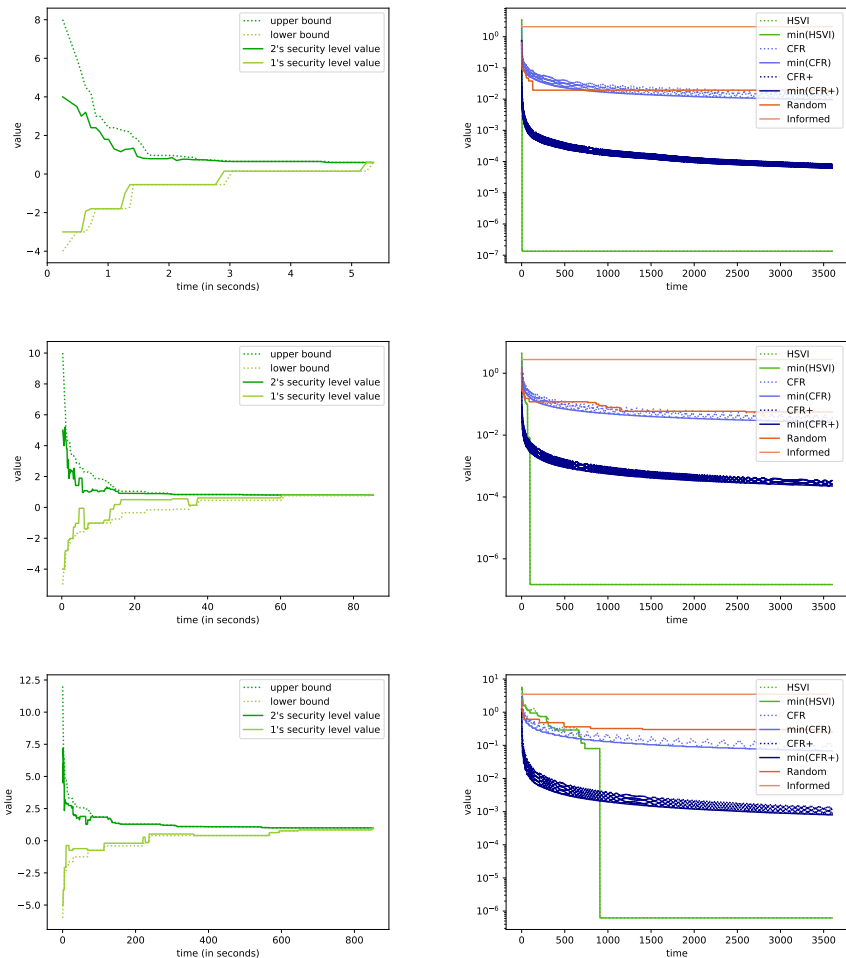 8
6
4
2
0
−2
−4
value
0
1
2
3
4
5
time (in seconds)
upper bound
lower bound
2's security level value
1's security level value
10⁰
10⁻¹
10⁻²
10⁻³
10⁻⁴
10⁻⁵
10⁻⁶
10⁻⁷
value
0
500
1000
1500
2000
2500
3000
3500
time
HSVI
min(HSVI)
CFR
min(CFR)
CFR+
min(CFR+)
Random
Informed
10
8
6
4
2
0
−2
−4
value
0
20
40
60
80
time (in seconds)
upper bound
lower bound
2's security level value
1's security level value
10⁰
10⁻²
10⁻⁴
10⁻⁶
value
0
500
1000
1500
2000
2500
3000
3500
time
HSVI
min(HSVI)
CFR
min(CFR)
CFR+
min(CFR+)
Random
Informed
12.5
10.0
7.5
5.0
2.5
0.0
−2.5
−5.0
value
0
200
400
600
800
time (in seconds)
upper bound
lower bound
2's security level value
1's security level value
10¹
10⁰
10⁻¹
10⁻²
10⁻³
10⁻⁴
10⁻⁵
10⁻⁶
value
0
500
1000
1500
2000
2500
3000
3500
time
HSVI
min(HSVI)
CFR
min(CFR)
CFR+
min(CFR+)
Random
Informed